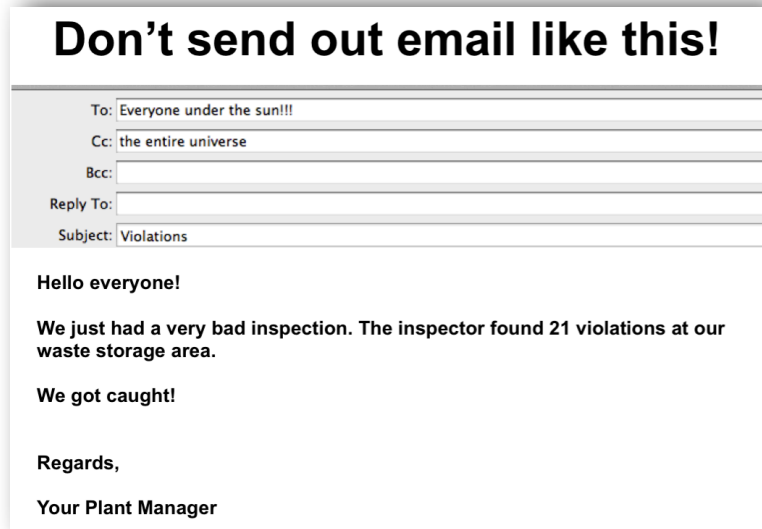 Don’t send out email like this!
To: Everyone under the sun!!!
Cc: the entire universe
Bcc:
Reply To:
Subject: Violations
Hello everyone!
We just had a very bad inspection. The inspector found 21 violations at our
waste storage area.
We got caught!
Regards,
Your Plant Manager